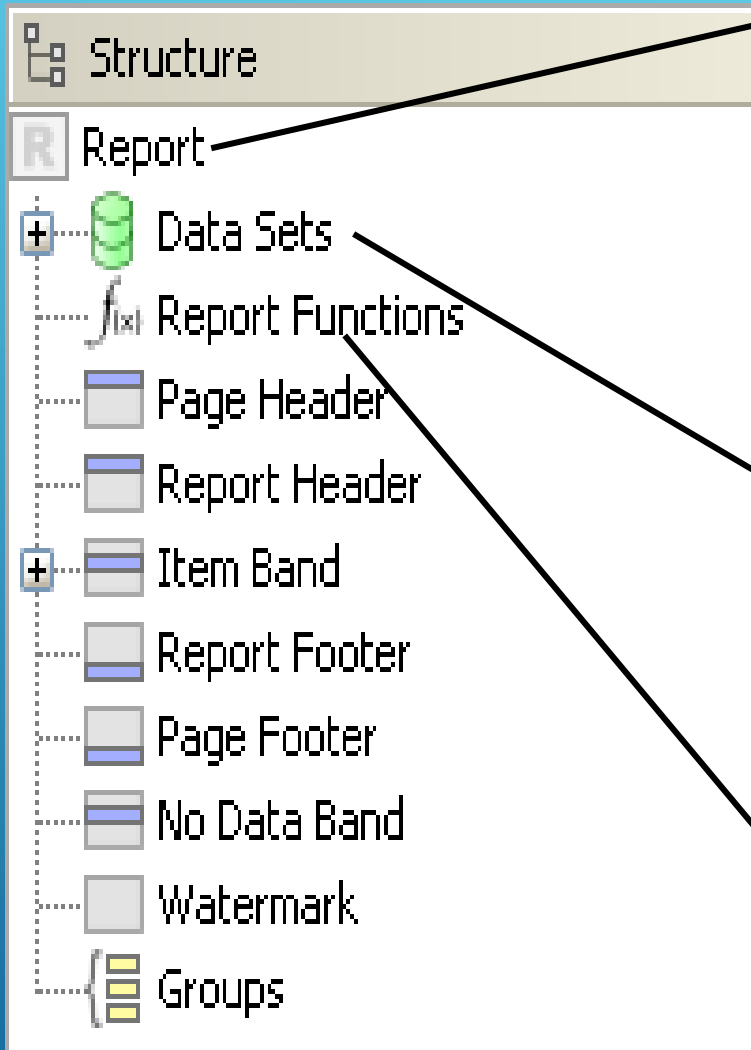 Structure
R Report
Data Sets
f(x) Report Functions
Page Header
Report Header
Item Band
Report Footer
Page Footer
No Data Band
Watermark
Groups